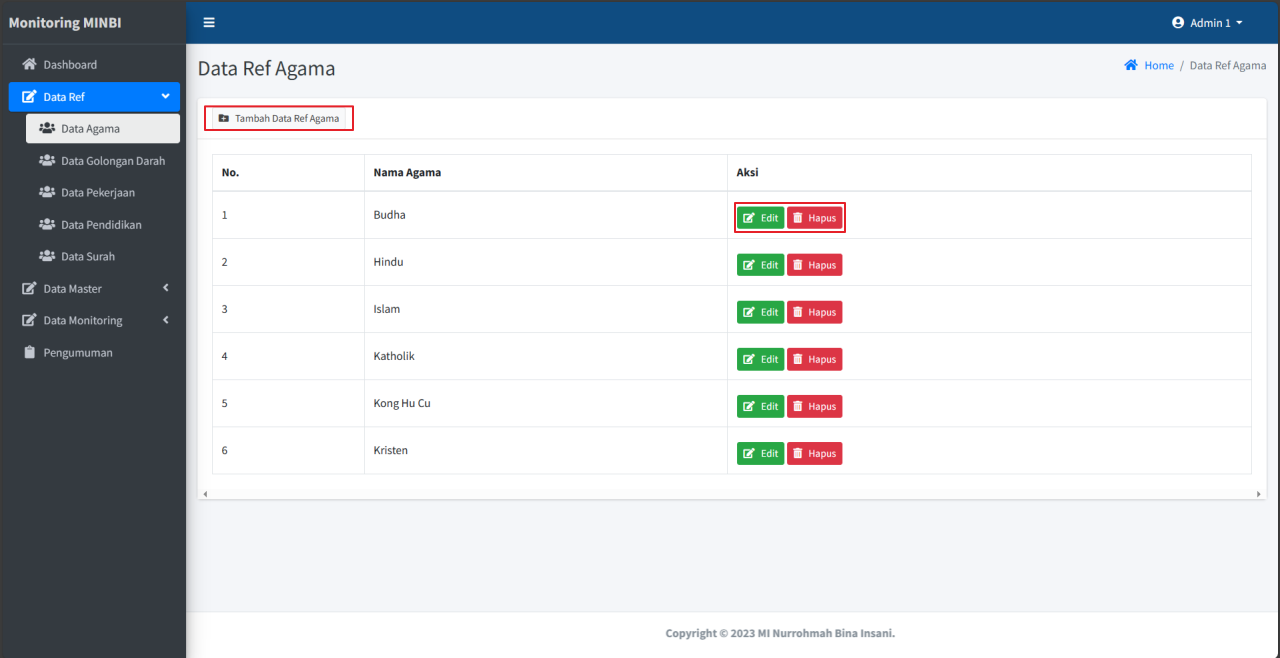 Monitoring MINBI
Admin 1
Dashboard
Data Ref
Data Agama
Data Golongan Darah
Data Pekerjaan
Data Pendidikan
Data Surah
Data Master
Data Monitoring
Pengumuman
Data Ref Agama
Home / Data Ref Agama
Tambah Data Ref Agama
No. Nama Agama Aksi
1 Budha Edit Hapus
2 Hindu Edit Hapus
3 Islam Edit Hapus
4 Katholik Edit Hapus
5 Kong Hu Cu Edit Hapus
6 Kristen Edit Hapus
Copyright © 2023 MI Nurrohmah Bina Insani.